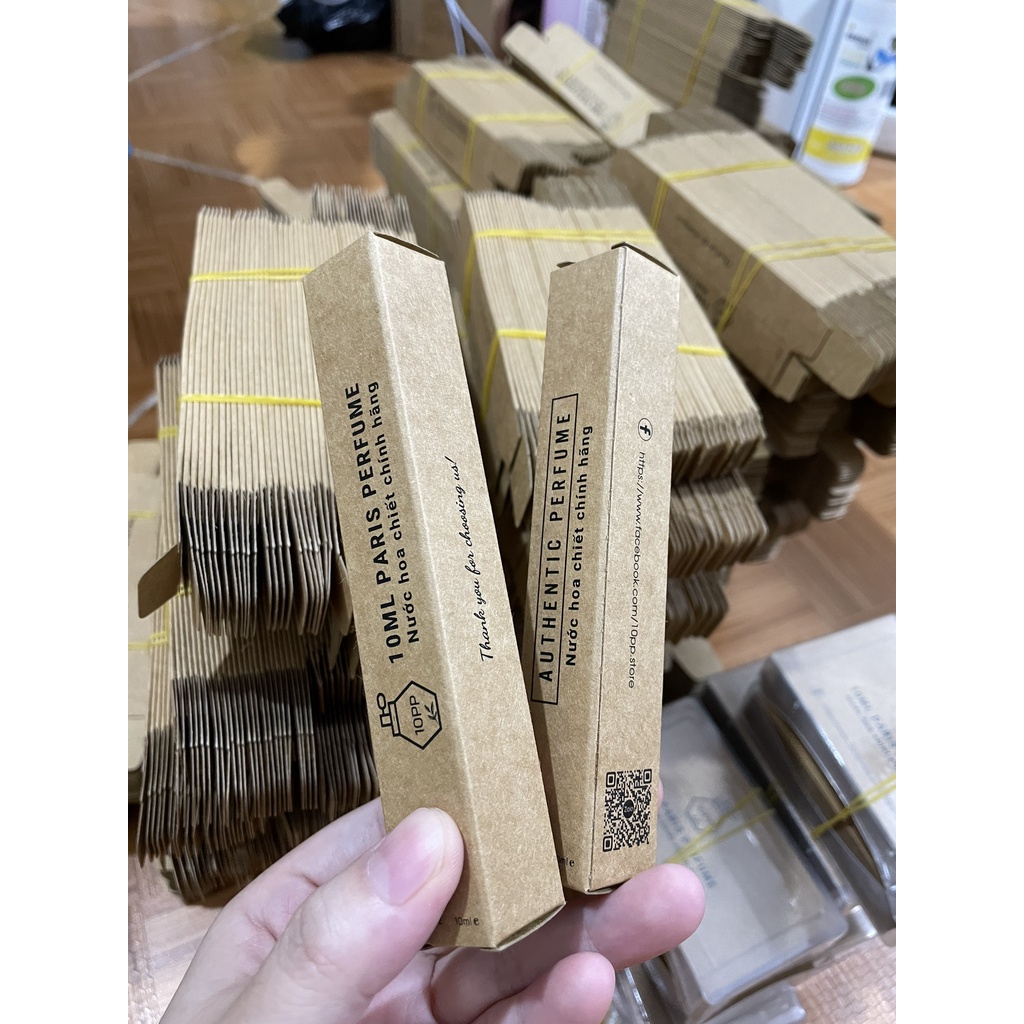 10ML PARIS PERFUME
Nước hoa chiết chính hãng
10PP
Thank you for choosing us!
10ml e
AUTHENTIC PERFUME
Nước hoa chiết chính hãng
f
https://www.facebook.com/10pp.store